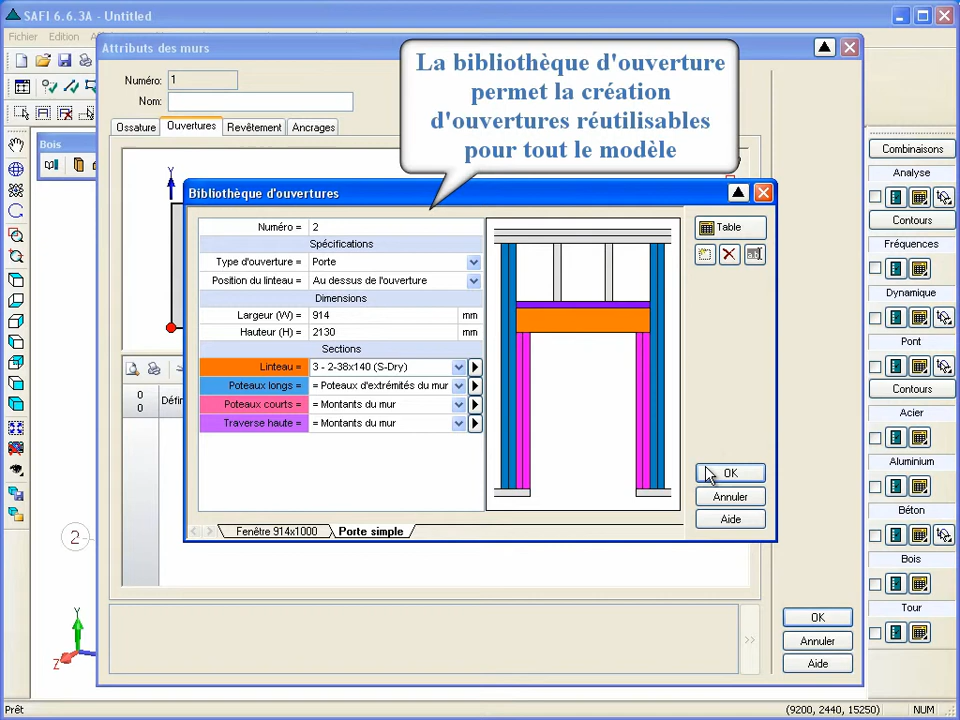 SAFI 6.6.3A - Untitled
Fichier Edition
Attributs des murs
La bibliothèque d'ouverture
permet la création
d'ouvertures réutilisables
pour tout le modèle
Numéro: 1
Nom:
Ossature Ouvertures Revêtement Ancrages
Bois
Y
Bibliothèque d'ouvertures
Numéro = 2
Spécifications
Type d'ouverture = Porte
Position du linteau = Au dessus de l'ouverture
Dimensions
Largeur (W) = 914 mm
Hauteur (H) = 2130 mm
Sections
Linteau = 3 - 2-38x140 (S-Dry)
Poteaux longs = = Poteaux d'extrémités du mur
Poteaux courts = = Montants du mur
Traverse haute = = Montants du mur
Table
OK
Annuler
Aide
Fenêtre 914x1000 Porte simple
0
0
Défin
2
Y
Z
>>
OK
Annuler
Aide
Combinaisons
Analyse
Contours
Fréquences
Dynamique
Pont
Contours
Acier
Aluminium
Béton
Bois
Tour
Prêt
(9200, 2440, 15250) NUM